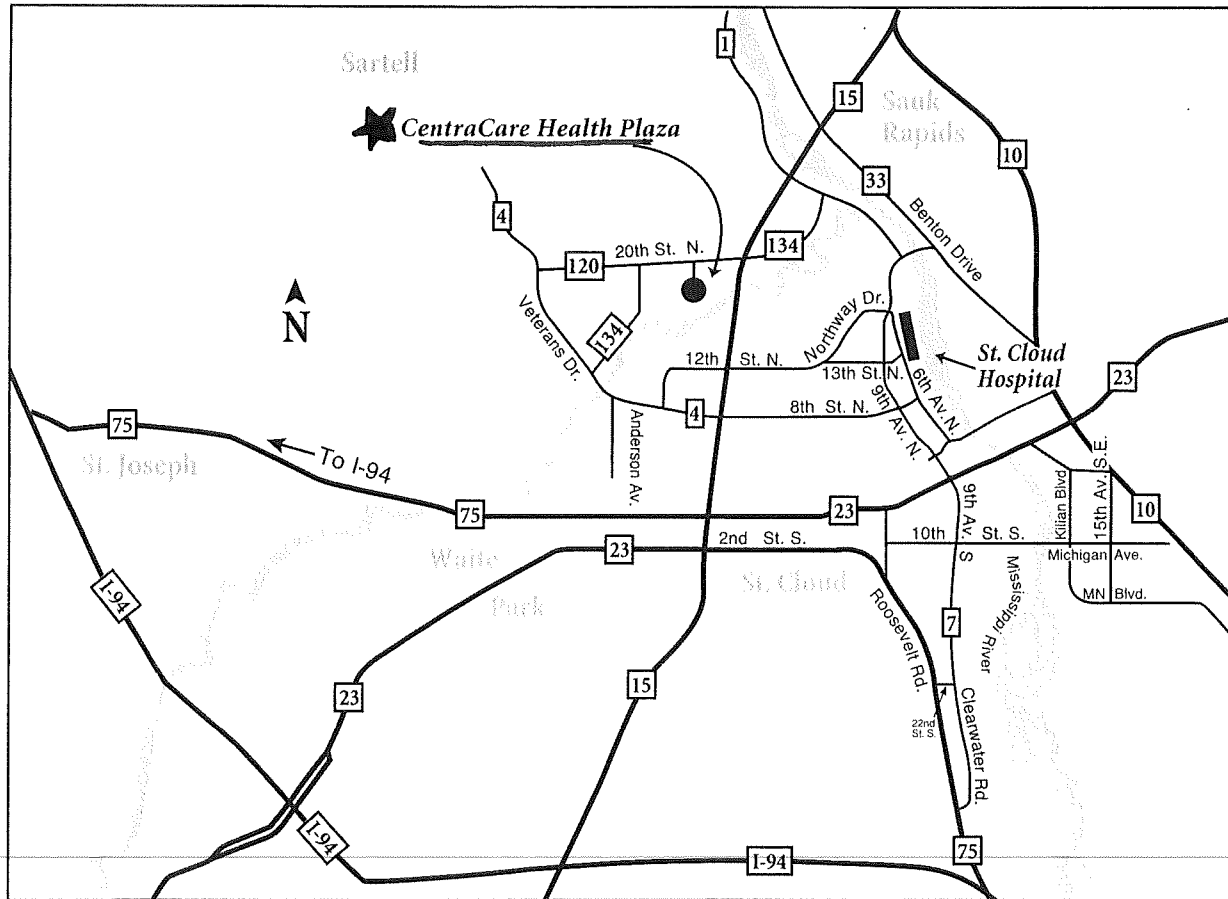 1
Sartell
15
Sauk
Rapids
CentraCare Health Plaza
10
33
4
Benton Drive
20th St. N.
134
120
N
Veterans Dr.
134
Northway Dr.
12th St. N.
13th St. N.
St. Cloud
Hospital
23
6th Av. N.
9th Av. N.
4
8th St. N.
Anderson Av.
75
To I-94
St. Joseph
75
23
9th Av. S
Kilian Blvd
15th Av. S.E.
10
23
2nd St. S.
10th St. S.
Michigan Ave.
Waite
Park
St. Cloud
I-94
MN Blvd.
Mississippi River
Roosevelt Rd.
7
23
15
22nd
St. S.
Clearwater Rd.
I-94
I-94
75